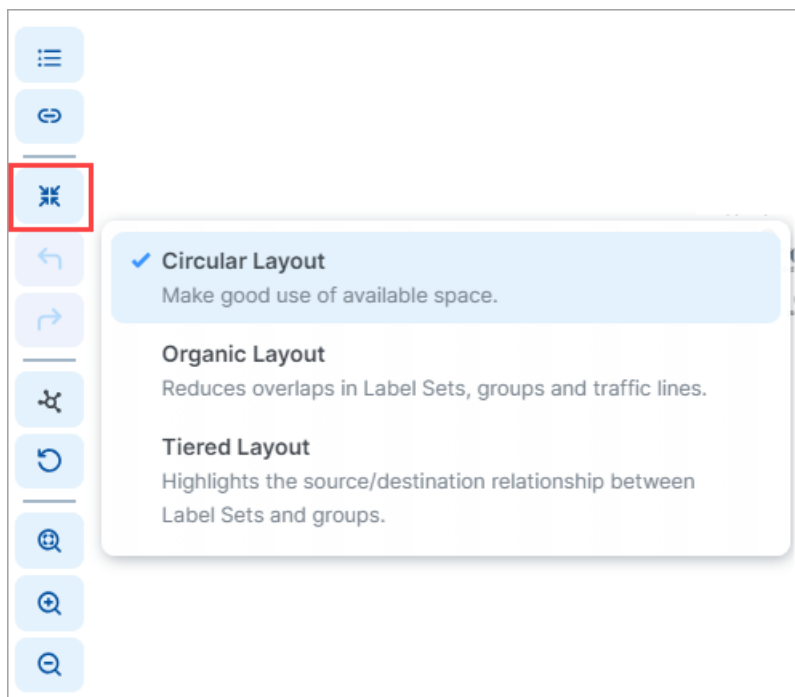 Circular Layout
Make good use of available space.
Organic Layout
Reduces overlaps in Label Sets, groups and traffic lines.
Tiered Layout
Highlights the source/destination relationship between
Label Sets and groups.